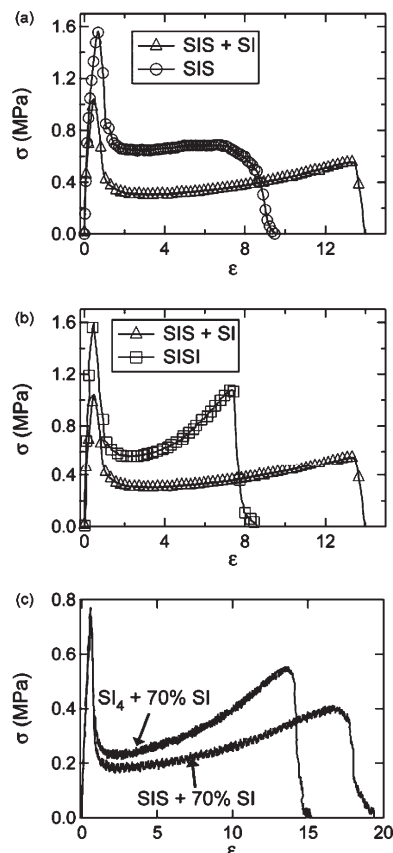 (a)
σ (MPa)
1.6
1.2
0.8
0.4
0.0
SIS + SI
SIS
0 4 8 12
ε
(b)
σ (MPa)
1.6
1.2
0.8
0.4
0.0
SIS + SI
SISI
0 4 8 12
ε
(c)
σ (MPa)
0.8
0.6
0.4
0.2
0.0
SI₄ + 70% SI
SIS + 70% SI
0 5 10 15 20
ε